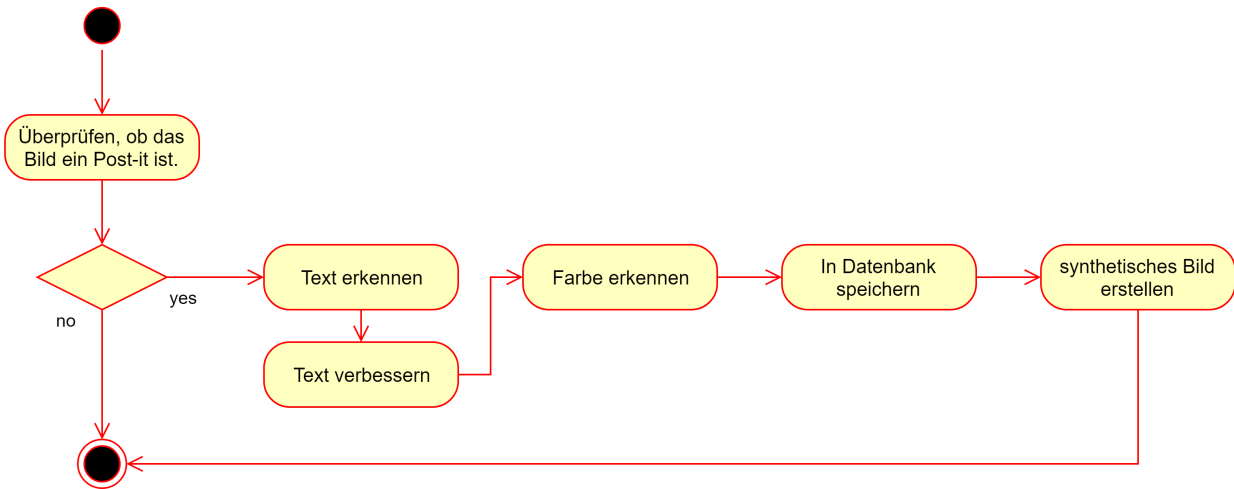 Überprüfen, ob das
Bild ein Post-it ist.
yes
no
Text erkennen
Text verbessern
Farbe erkennen
In Datenbank
speichern
synthetisches Bild
erstellen